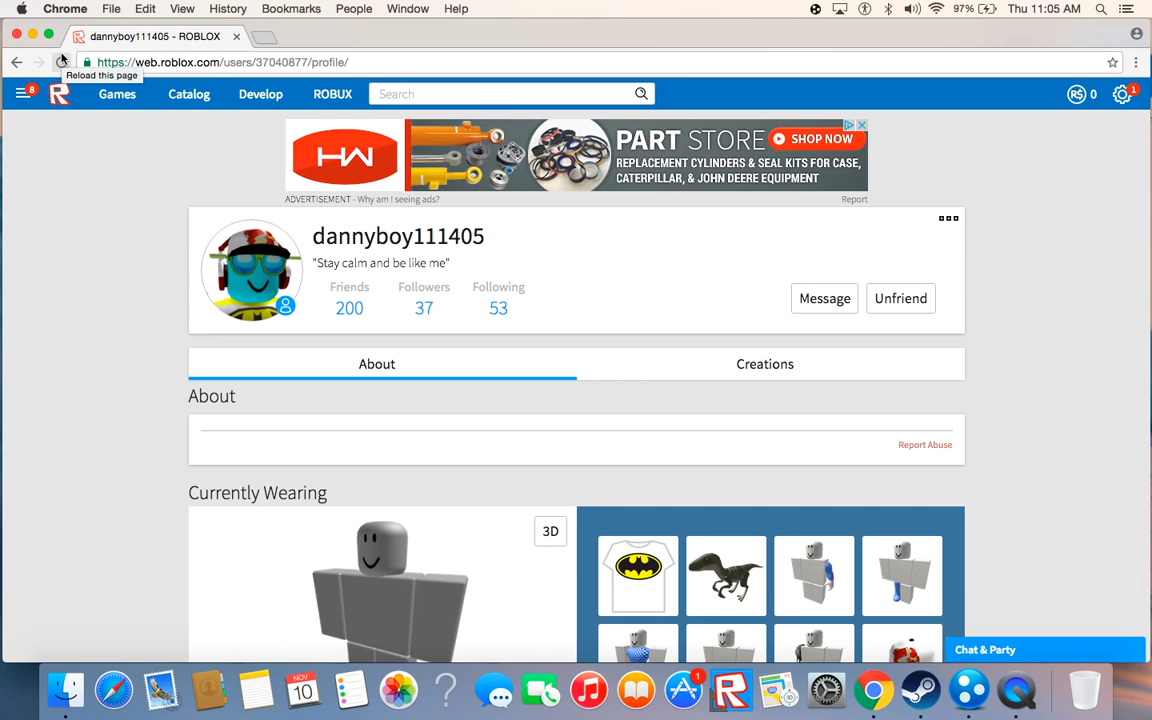 Chrome File Edit View History Bookmarks People Window Help 97% Thu 11:05 AM
dannyboy111405 - ROBLOX
https://web.roblox.com/users/37040877/profile/
Reload this page
8 R Games Catalog Develop ROBUX Search R$ 0 1
HW PART STORE SHOP NOW
REPLACEMENT CYLINDERS & SEAL KITS FOR CASE,
CATERPILLAR, & JOHN DEERE EQUIPMENT
ADVERTISEMENT - Why am I seeing ads? Report
dannyboy111405
"Stay calm and be like me"
Friends Followers Following
200 37 53
Message Unfriend
About Creations
About
Report Abuse
Currently Wearing
3D
Chat & Party
NOV
10
3D
1